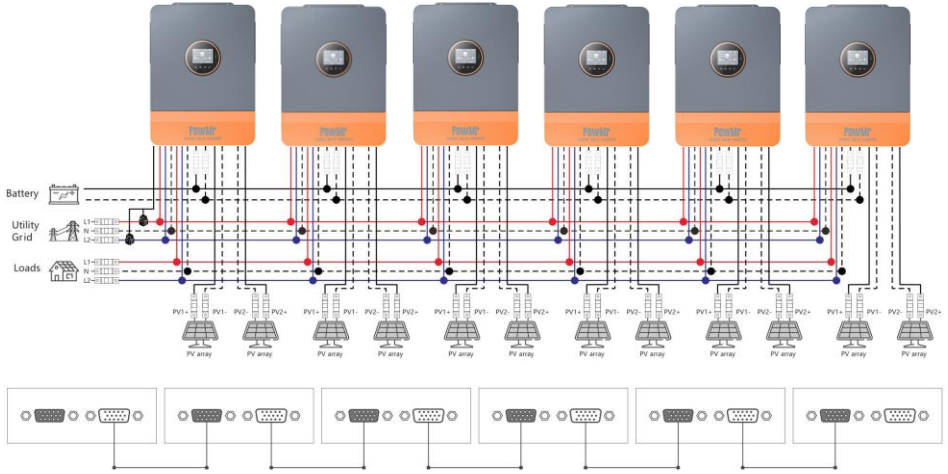 PowMr PowMr PowMr PowMr PowMr PowMr
Battery
Utility
Grid
L1
N
L2
Loads
L1
N
L2
PV1+ PV1- PV2- PV2+ PV1+ PV1- PV2- PV2+ PV1+ PV1- PV2- PV2+ PV1+ PV1- PV2- PV2+ PV1+ PV1- PV2- PV2+ PV1+ PV1- PV2- PV2+
PV array PV array PV array PV array PV array PV array PV array PV array PV array PV array PV array PV array